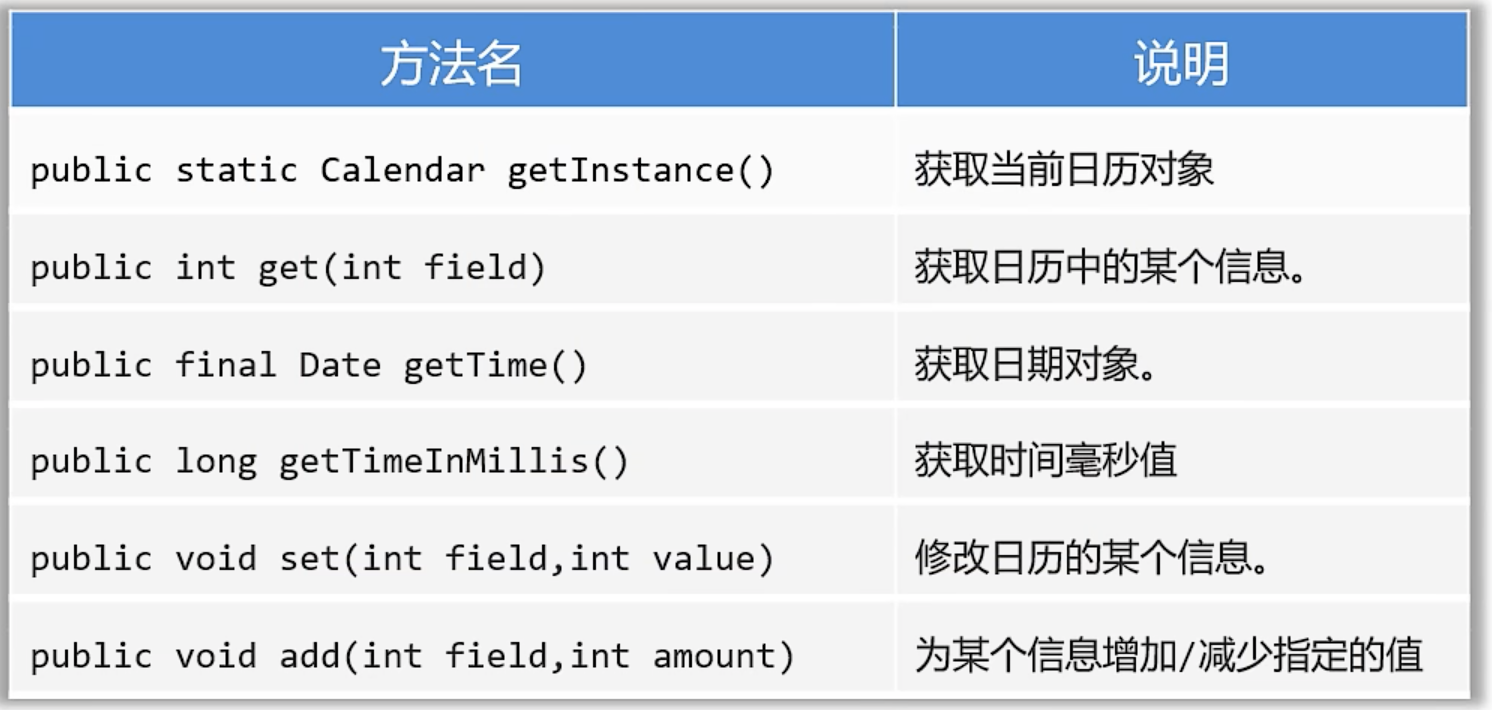 方法名 说明
public static Calendar getInstance() 获取当前日历对象
public int get(int field) 获取日历中的某个信息。
public final Date getTime() 获取日期对象。
public long getTimeInMillis() 获取时间毫秒值
public void set(int field,int value) 修改日历的某个信息。
public void add(int field,int amount) 为某个信息增加/减少指定的值